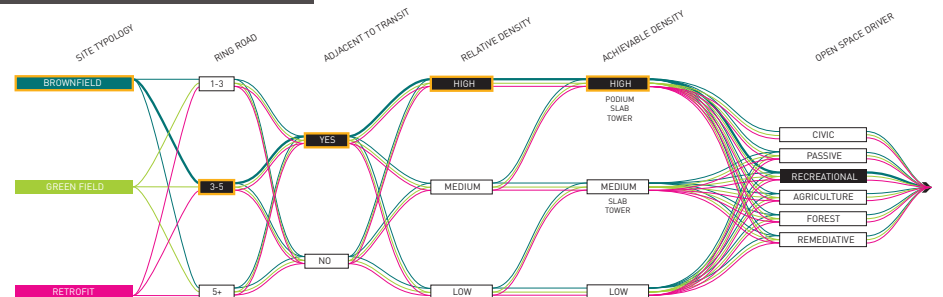 SITE TYPOLOGY
RING ROAD
ADJACENT TO TRANSIT
RELATIVE DENSITY
ACHIEVABLE DENSITY
OPEN SPACE DRIVER
BROWNFIELD
GREEN FIELD
RETROFIT
1-3
3-5
5+
YES
NO
HIGH
MEDIUM
LOW
HIGH
PODIUM
SLAB
TOWER
MEDIUM
SLAB
TOWER
LOW
CIVIC
PASSIVE
RECREATIONAL
AGRICULTURE
FOREST
REMEDIATIVE